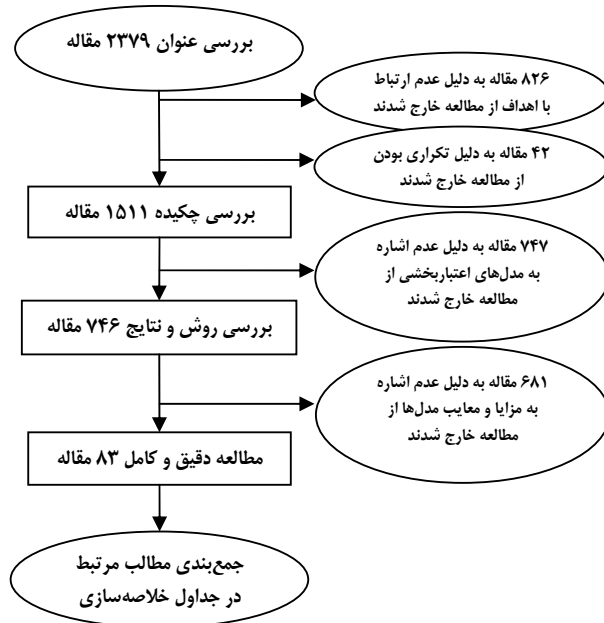 بررسی عنوان ۲۳۷۹ مقاله
۸۲۶ مقاله به دلیل عدم ارتباط
با اهداف از مطالعه خارج شدند
۴۲ مقاله به دلیل تکراری بودن
از مطالعه خارج شدند
بررسی چکیده ۱۵۱۱ مقاله
۷۴۷ مقاله به دلیل عدم اشاره
به مدل‌های اعتباربخشی از
مطالعه خارج شدند
بررسی روش و نتایج ۷۴۶ مقاله
۶۸۱ مقاله به دلیل عدم اشاره
به مزایا و معایب مدل‌ها از
مطالعه خارج شدند
مطالعه دقیق و کامل ۸۳ مقاله
جمع‌بندی مطالب مرتبط
در جداول خلاصه‌سازی